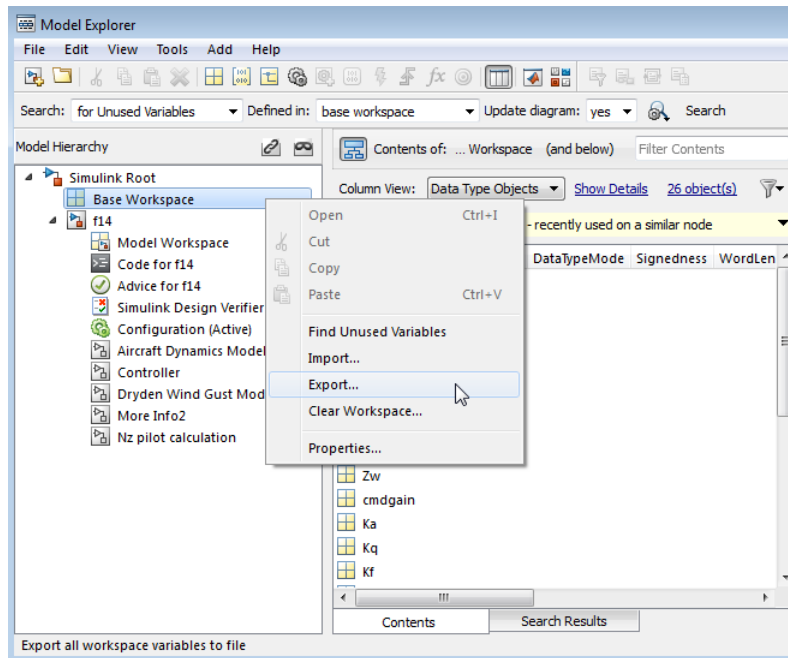 Model Explorer
File Edit View Tools Add Help
Search: for Unused Variables Defined in: base workspace Update diagram: yes Search
Model Hierarchy
Contents of: ... Workspace (and below) Filter Contents
Column View: Data Type Objects Show Details 26 object(s)
- recently used on a similar node
DataTypeMode Signedness WordLen
Simulink Root
Base Workspace
f14
Model Workspace
Code for f14
Advice for f14
Simulink Design Verifier
Configuration (Active)
Aircraft Dynamics Model
Controller
Dryden Wind Gust Mod
More Info2
Nz pilot calculation
Open Ctrl+I
Cut
Copy
Paste Ctrl+V
Find Unused Variables
Import...
Export...
Clear Workspace...
Properties...
Zw
cmdgain
Ka
Kq
Kf
Contents Search Results
Export all workspace variables to file